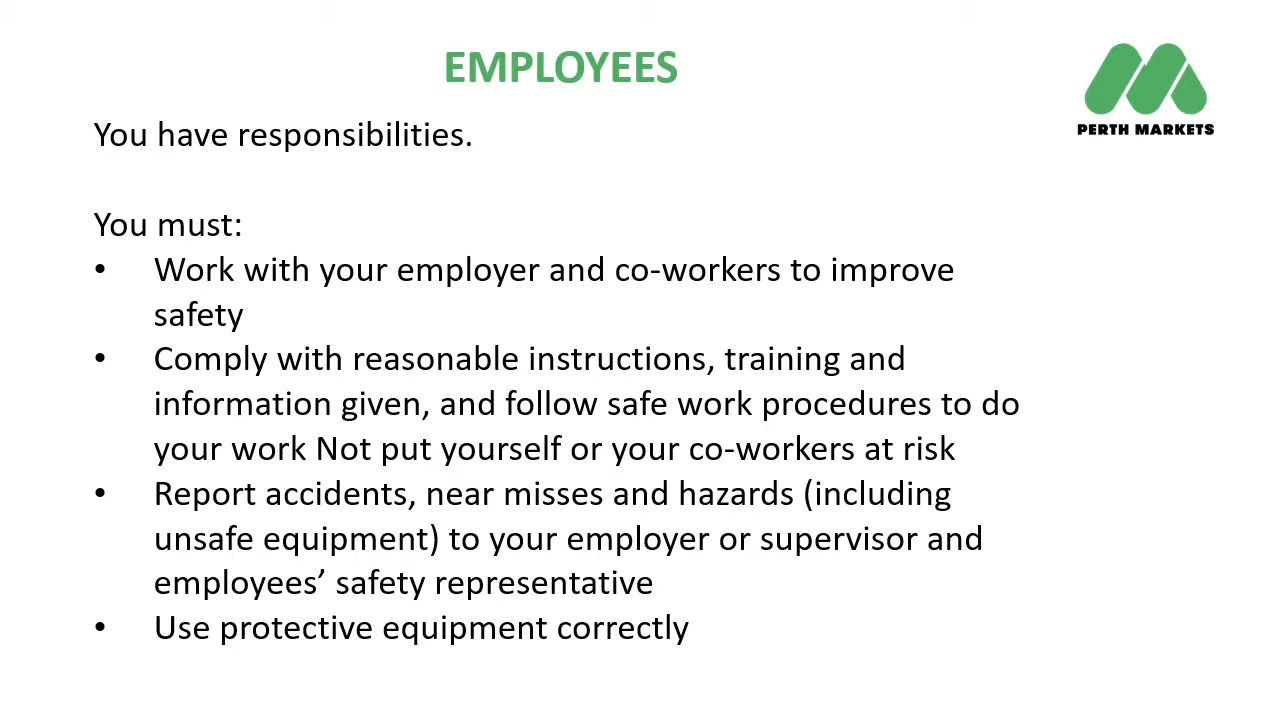 EMPLOYEES
PERTH MARKETS
You have responsibilities.
You must:
• Work with your employer and co-workers to improve
safety
• Comply with reasonable instructions, training and
information given, and follow safe work procedures to do
your work Not put yourself or your co-workers at risk
• Report accidents, near misses and hazards (including
unsafe equipment) to your employer or supervisor and
employees’ safety representative
• Use protective equipment correctly